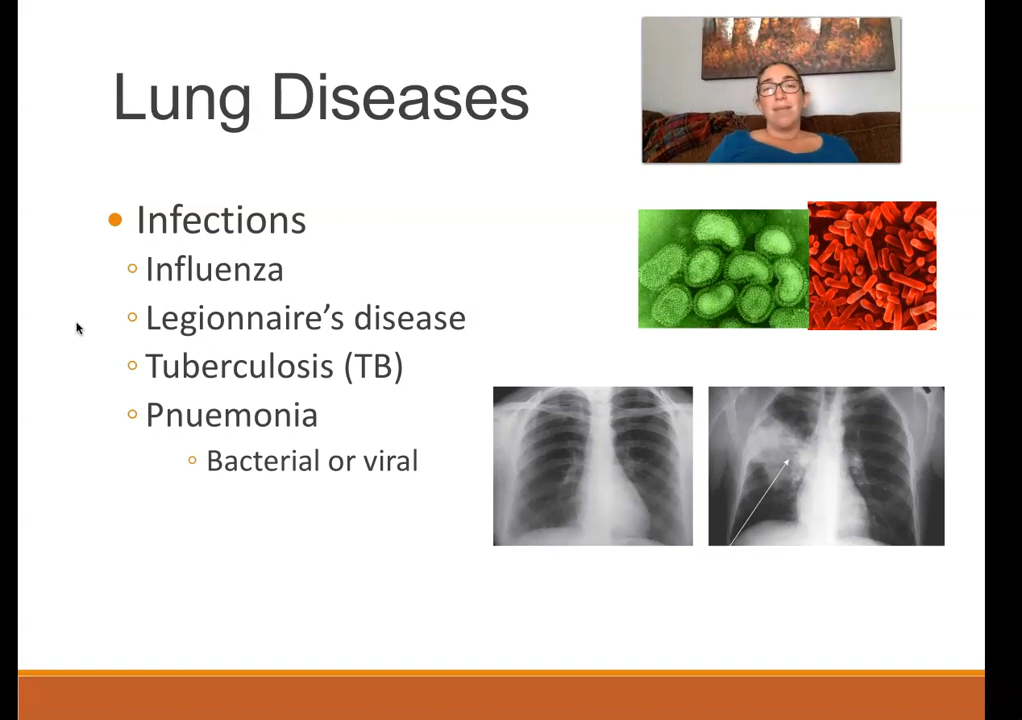 Lung Diseases
Infections
Influenza
Legionnaire’s disease
Tuberculosis (TB)
Pnuemonia
Bacterial or viral